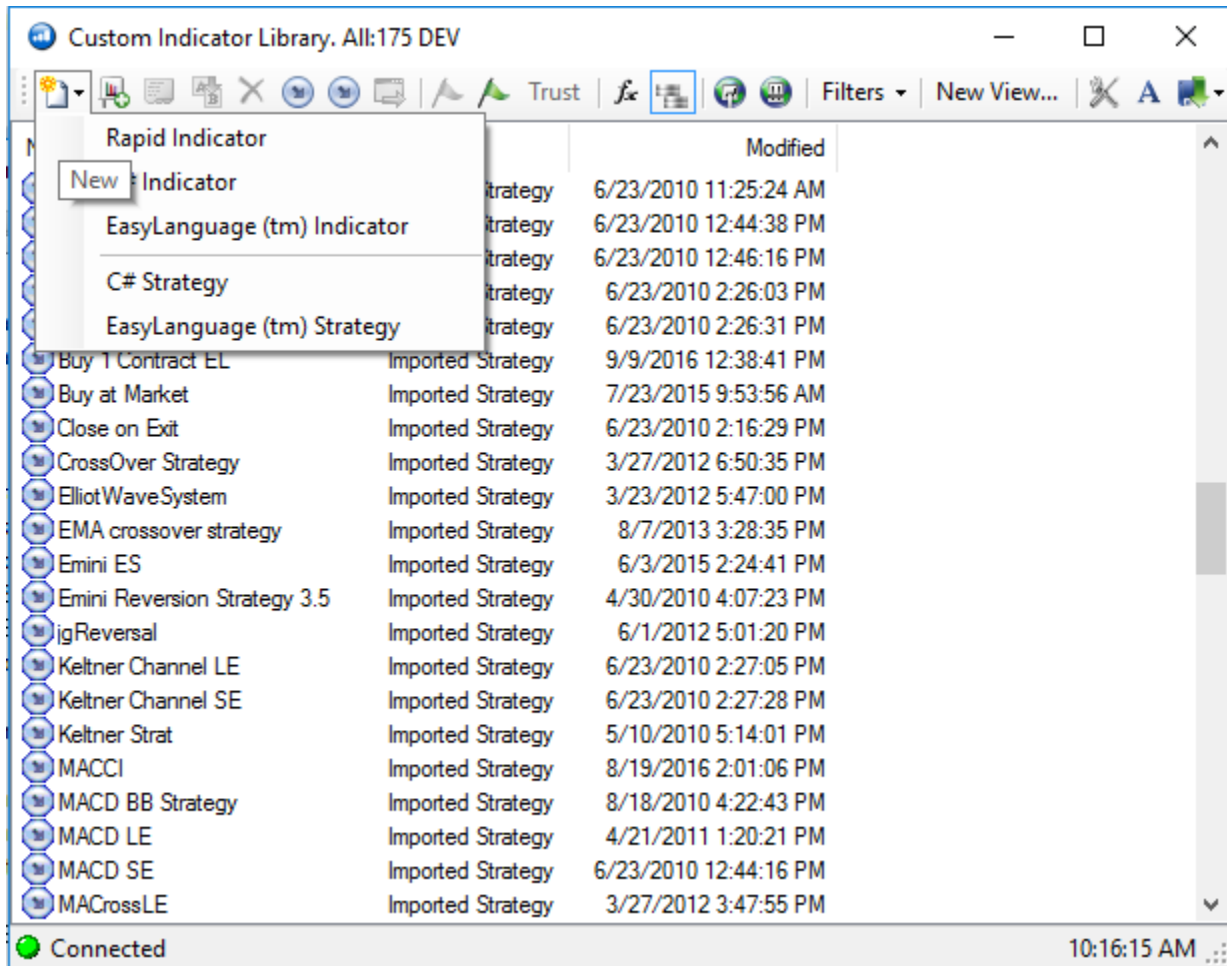 Custom Indicator Library. All:175 DEV
Trust fx Filters New View... A
Rapid Indicator
New Indicator
EasyLanguage (tm) Indicator
C# Strategy
EasyLanguage (tm) Strategy
Modified
6/23/2010 11:25:24 AM
6/23/2010 12:44:38 PM
6/23/2010 12:46:16 PM
6/23/2010 2:26:03 PM
6/23/2010 2:26:31 PM
Buy 1 Contract EL Imported Strategy 9/9/2016 12:38:41 PM
Buy at Market Imported Strategy 7/23/2015 9:53:56 AM
Close on Exit Imported Strategy 6/23/2010 2:16:29 PM
CrossOver Strategy Imported Strategy 3/27/2012 6:50:35 PM
ElliotWaveSystem Imported Strategy 3/23/2012 5:47:00 PM
EMA crossover strategy Imported Strategy 8/7/2013 3:28:35 PM
Emini ES Imported Strategy 6/3/2015 2:24:41 PM
Emini Reversion Strategy 3.5 Imported Strategy 4/30/2010 4:07:23 PM
jgReversal Imported Strategy 6/1/2012 5:01:20 PM
Keltner Channel LE Imported Strategy 6/23/2010 2:27:05 PM
Keltner Channel SE Imported Strategy 6/23/2010 2:27:28 PM
Keltner Strat Imported Strategy 5/10/2010 5:14:01 PM
MACCI Imported Strategy 8/19/2016 2:01:06 PM
MACD BB Strategy Imported Strategy 8/18/2010 4:22:43 PM
MACD LE Imported Strategy 4/21/2011 1:20:21 PM
MACD SE Imported Strategy 6/23/2010 12:44:16 PM
MACrossLE Imported Strategy 3/27/2012 3:47:55 PM
Connected 10:16:15 AM